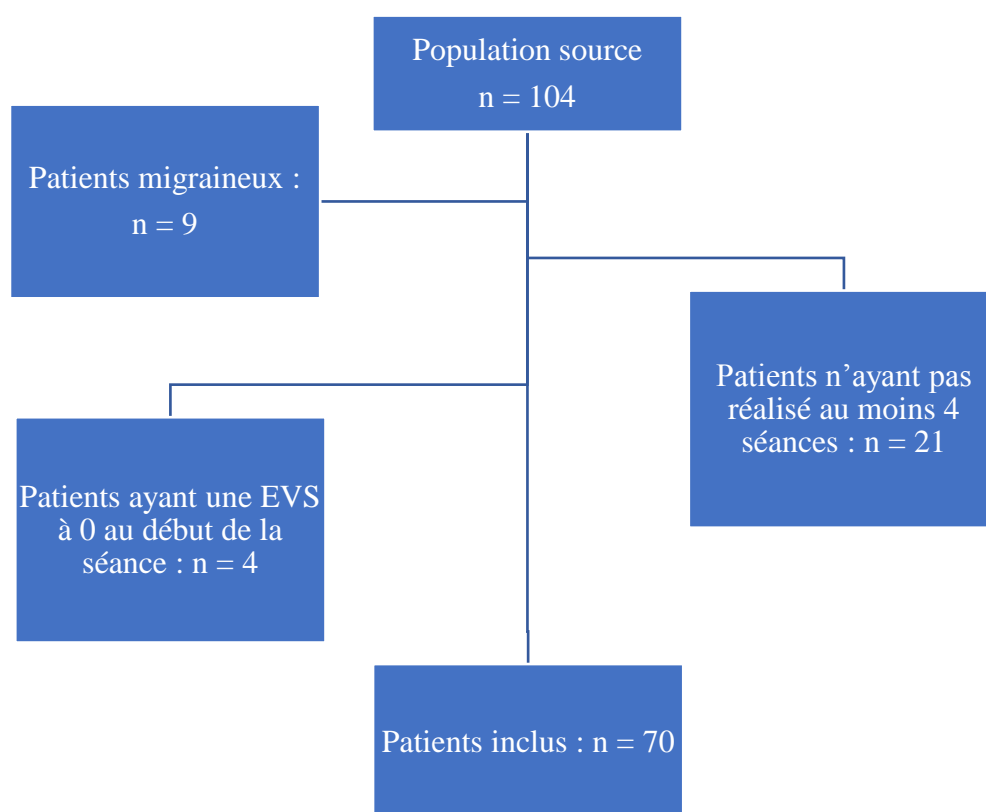 Population source
n = 104
Patients migraineux :
n = 9
Patients n’ayant pas
réalisé au moins 4
séances : n = 21
Patients ayant une EVS
à 0 au début de la
séance : n = 4
Patients inclus : n = 70